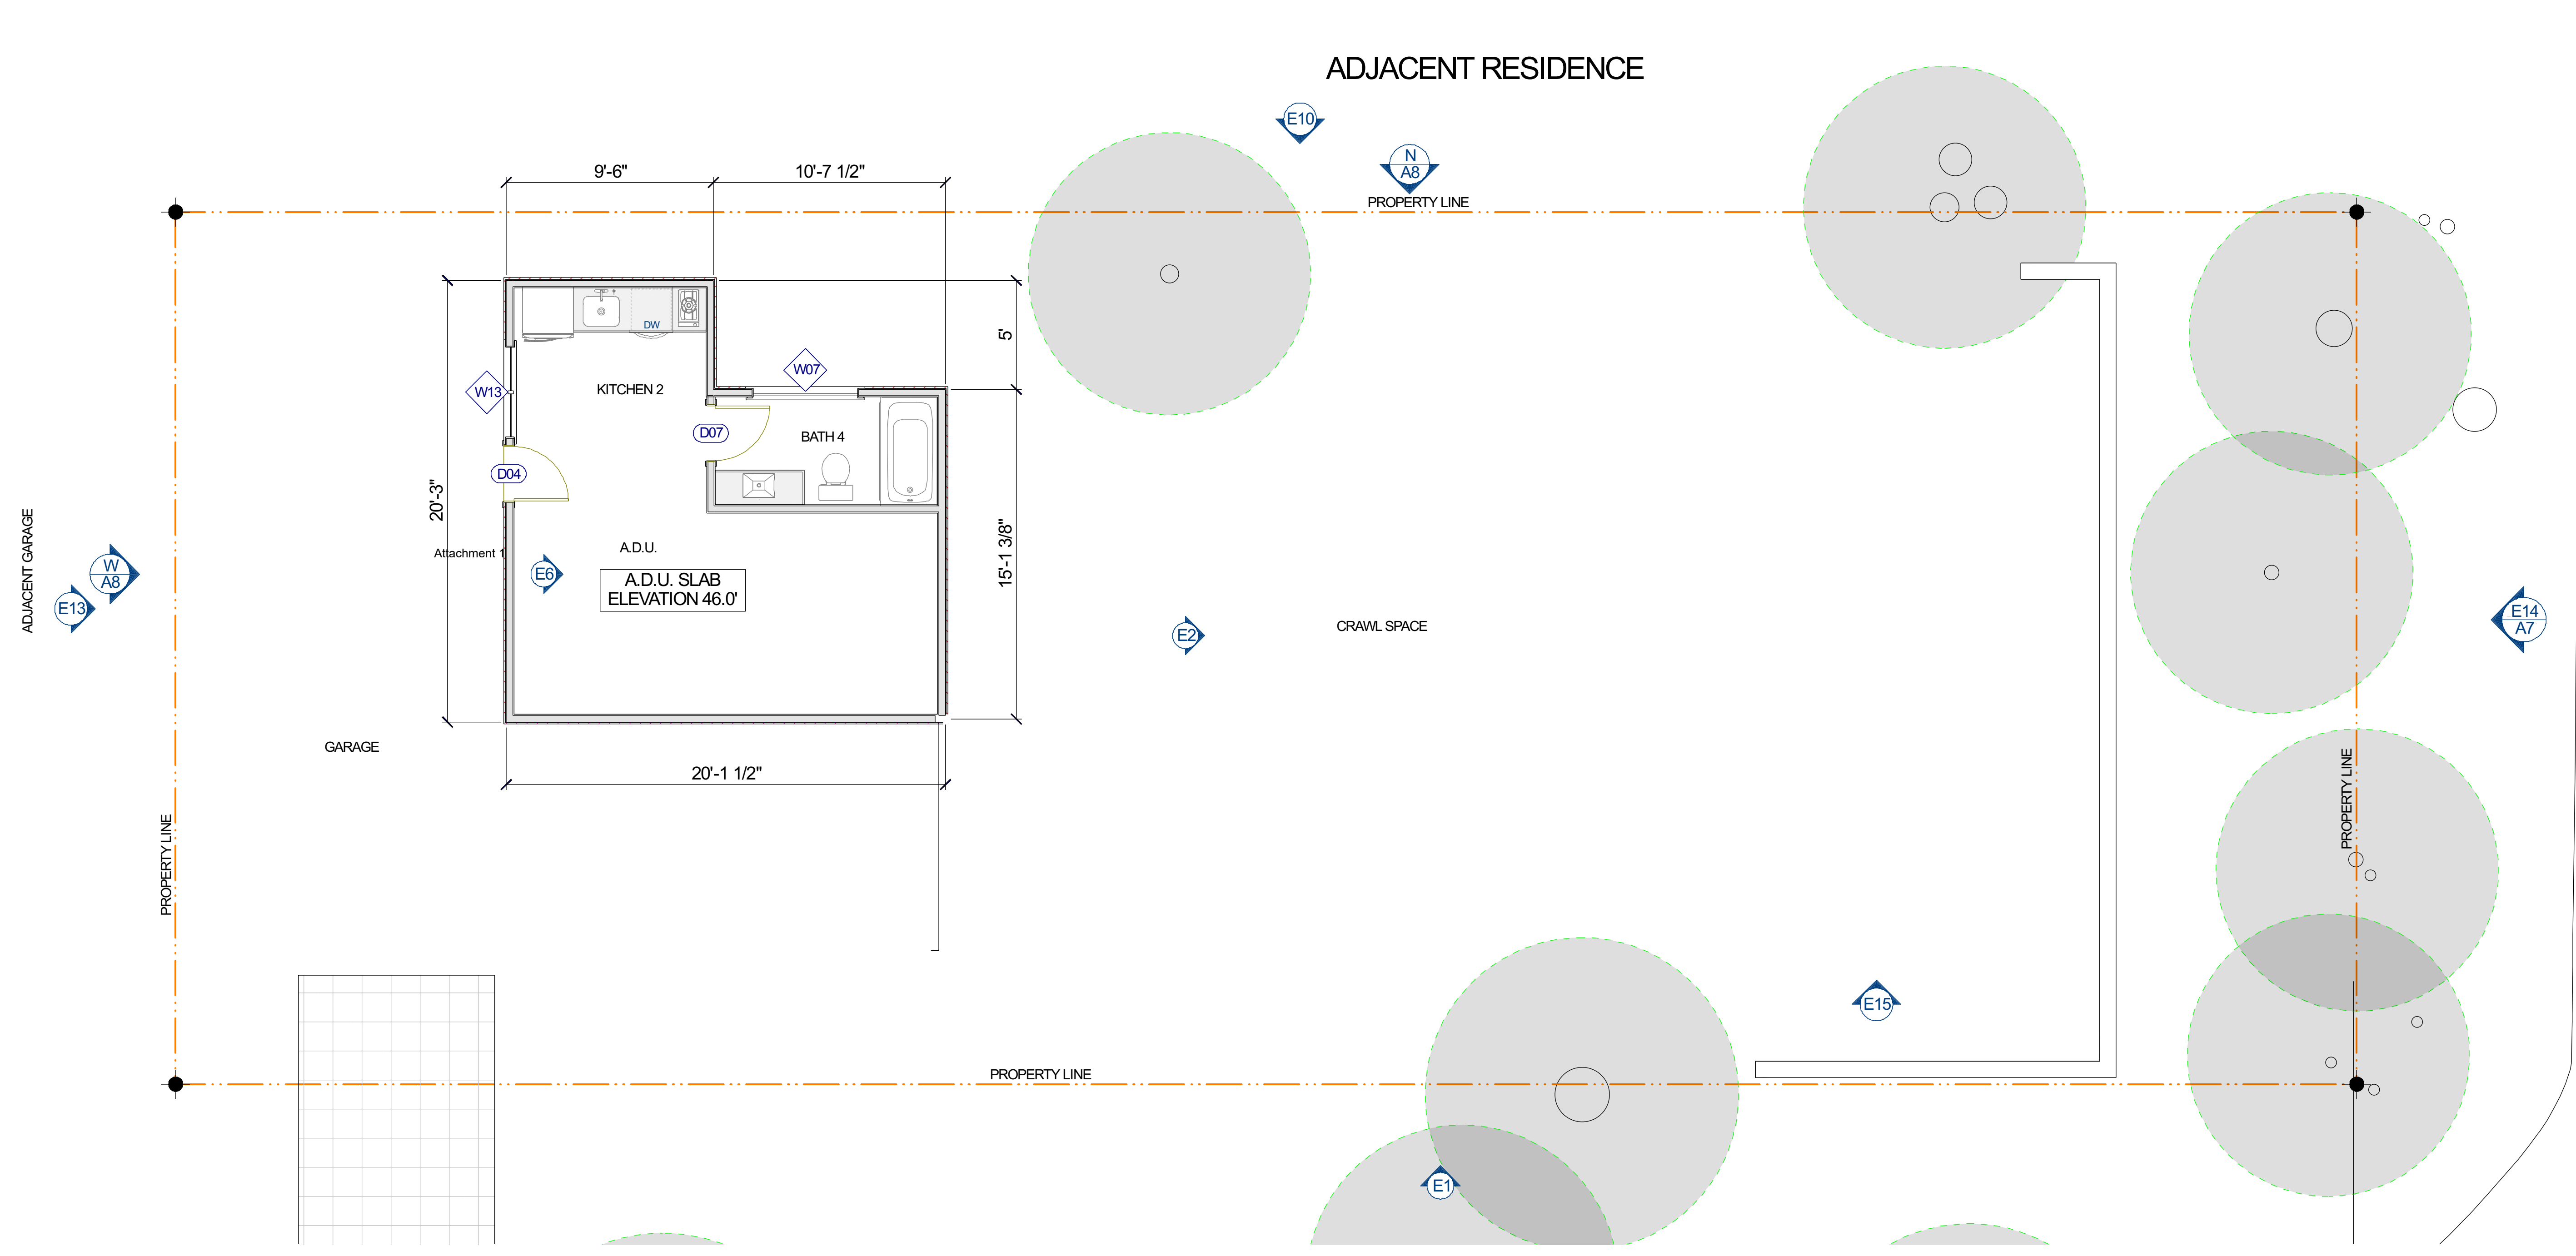 ADJACENT RESIDENCE
E10
N
A8
PROPERTY LINE
9'-6"
10'-7 1/2"
DW
5'
W13
KITCHEN 2
W07
D07
BATH 4
D04
20'-3"
ADJACENT GARAGE
W
A8
E13
Attachment 1
A.D.U.
E6
A.D.U. SLAB
ELEVATION 46.0'
15'-1 3/8"
E2
CRAWL SPACE
E14
A7
GARAGE
20'-1 1/2"
PROPERTY LINE
PROPERTY LINE
E15
PROPERTY LINE
E1